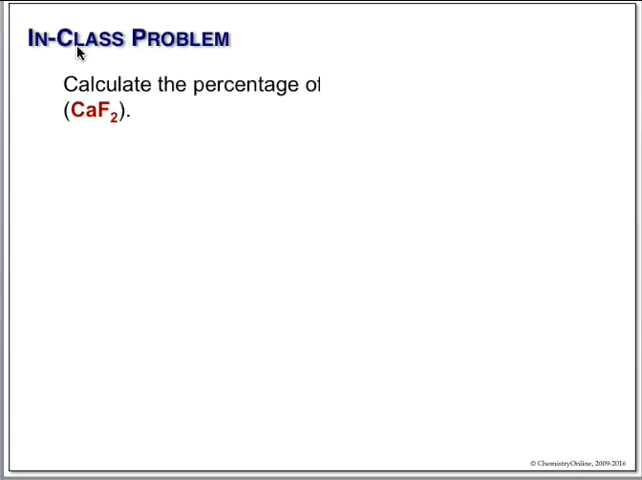 IN-CLASS PROBLEM
Calculate the percentage of
(CaF₂).
© ChemistryOnline, 2009-2016